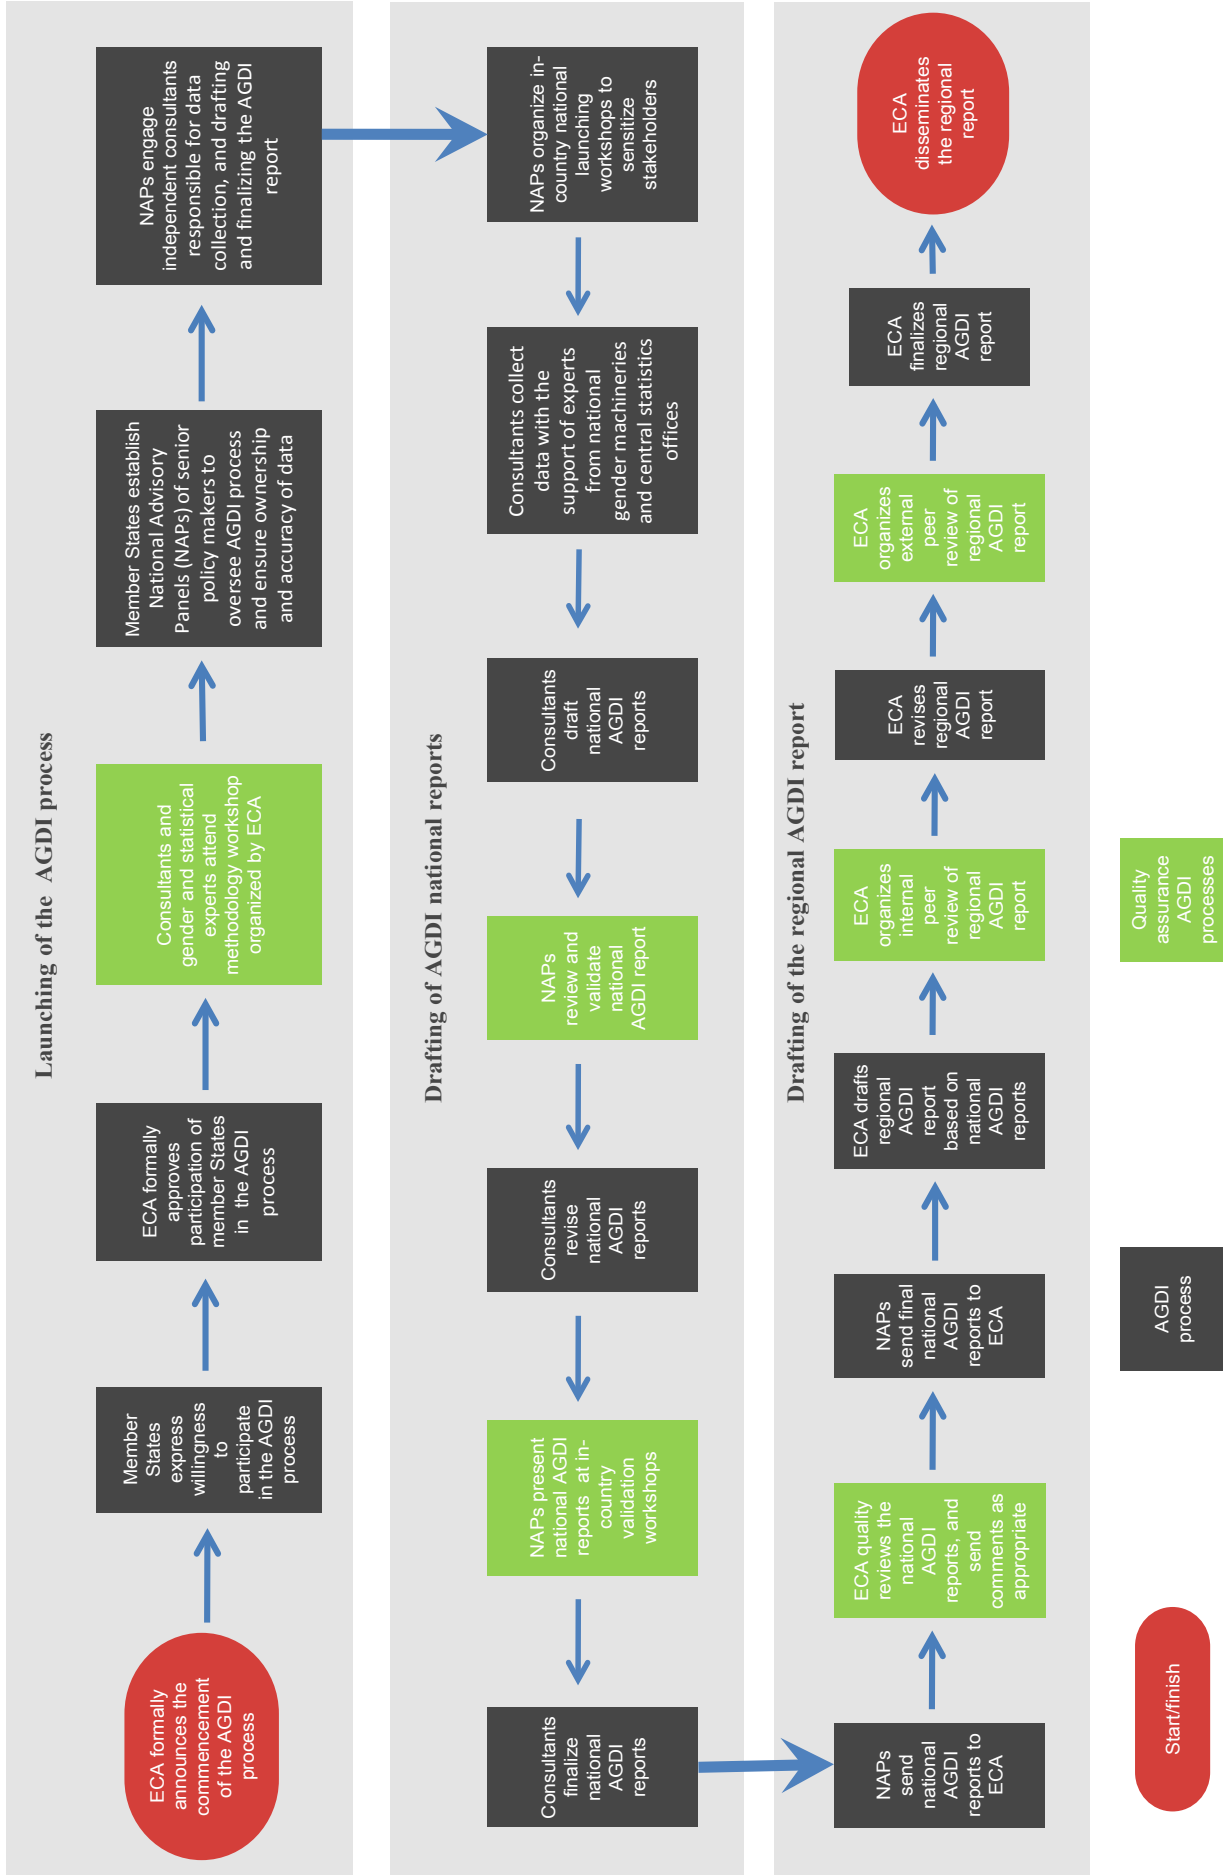 Launching of the AGDI process
ECA formally
announces the
commencement
of the AGDI
process
Member
States
express
willingness
to
participate
in the AGDI
process
ECA formally
approves
participation of
member States
in the AGDI
process
Consultants and
gender and statistical
experts attend
methodology workshop
organized by ECA
Member States establish
National Advisory
Panels (NAPs) of senior
policy makers to
oversee AGDI process
and ensure ownership
and accuracy of data
NAPs engage
independent consultants
responsible for data
collection, and drafting
and finalizing the AGDI
report
Drafting of AGDI national reports
NAPs organize in-
country national
launching
workshops to
sensitize
stakeholders
Consultants collect
data with the
support of experts
from national
gender machineries
and central statistics
offices
Consultants
draft
national
AGDI
reports
NAPs
review and
validate
national
AGDI report
Consultants
revise
national
AGDI
reports
NAPs present
national AGDI
reports at in-
country
validation
workshops
Consultants
finalize
national
AGDI
reports
Drafting of the regional AGDI report
NAPs
send
national
AGDI
reports to
ECA
ECA quality
reviews the
national
AGDI
reports, and
send
comments as
appropriate
NAPs
send final
national
AGDI
reports to
ECA
ECA drafts
regional
AGDI
report
based on
national
AGDI
reports
ECA
organizes
internal
peer
review of
regional
AGDI
report
ECA
revises
regional
AGDI
report
ECA
organizes
external
peer
review of
regional
AGDI
report
ECA
finalizes
regional
AGDI
report
ECA
disseminates
the regional
report
Start/finish
AGDI
process
Quality
assurance
AGDI
processes